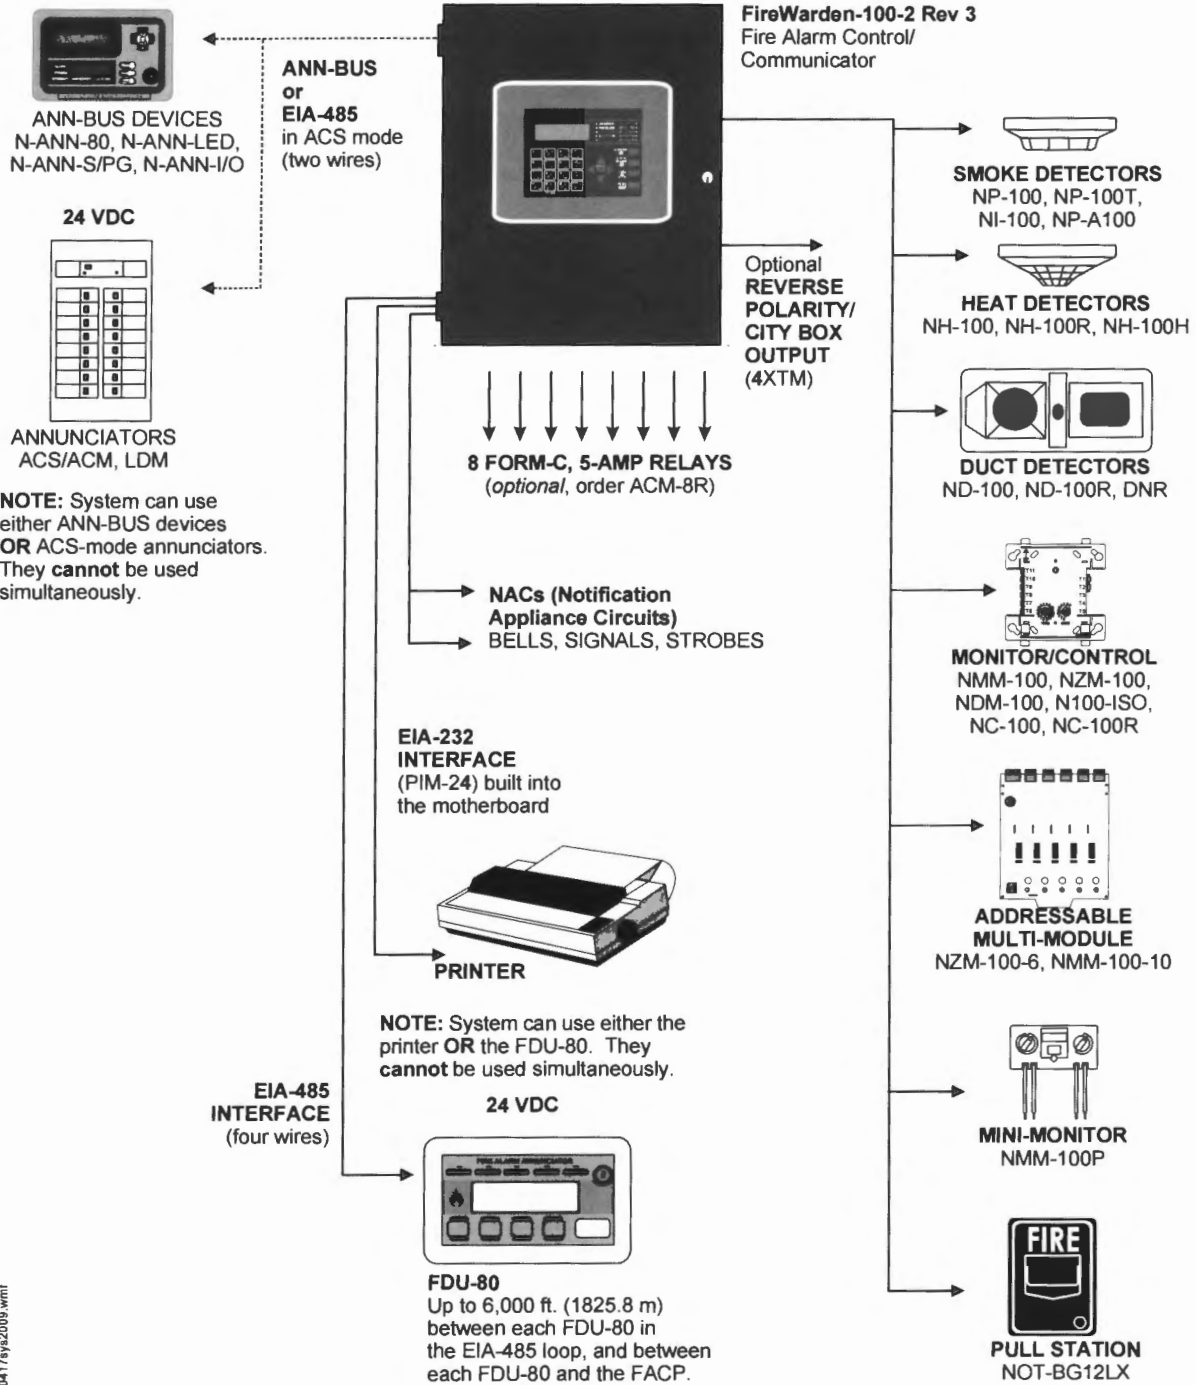 FireWarden-100-2 Rev 3
Fire Alarm Control/
Communicator
ANN-BUS
or
EIA-485
in ACS mode
(two wires)
ANN-BUS DEVICES
N-ANN-80, N-ANN-LED,
N-ANN-S/PG, N-ANN-I/O
24 VDC
ANNUNCIATORS
ACS/ACM, LDM
NOTE: System can use
either ANN-BUS devices
OR ACS-mode annunciators.
They cannot be used
simultaneously.
Optional
REVERSE
POLARITY/
CITY BOX
OUTPUT
(4XTM)
8 FORM-C, 5-AMP RELAYS
(optional, order ACM-8R)
NACs (Notification
Appliance Circuits)
BELLS, SIGNALS, STROBES
EIA-232
INTERFACE
(PIM-24) built into
the motherboard
PRINTER
NOTE: System can use either the
printer OR the FDU-80. They
cannot be used simultaneously.
EIA-485
INTERFACE
(four wires)
24 VDC
FIRE ALARM ANNUNCIATOR
FDU-80
Up to 6,000 ft. (1825.8 m)
between each FDU-80 in
the EIA-485 loop, and between
each FDU-80 and the FACP.
SMOKE DETECTORS
NP-100, NP-100T,
NI-100, NP-A100
HEAT DETECTORS
NH-100, NH-100R, NH-100H
DUCT DETECTORS
ND-100, ND-100R, DNR
MONITOR/CONTROL
NMM-100, NZM-100,
NDM-100, N100-ISO,
NC-100, NC-100R
ADDRESSABLE
MULTI-MODULE
NZM-100-6, NMM-100-10
MINI-MONITOR
NMM-100P
FIRE
PULL STATION
NOT-BG12LX
0417sys2009.wmf